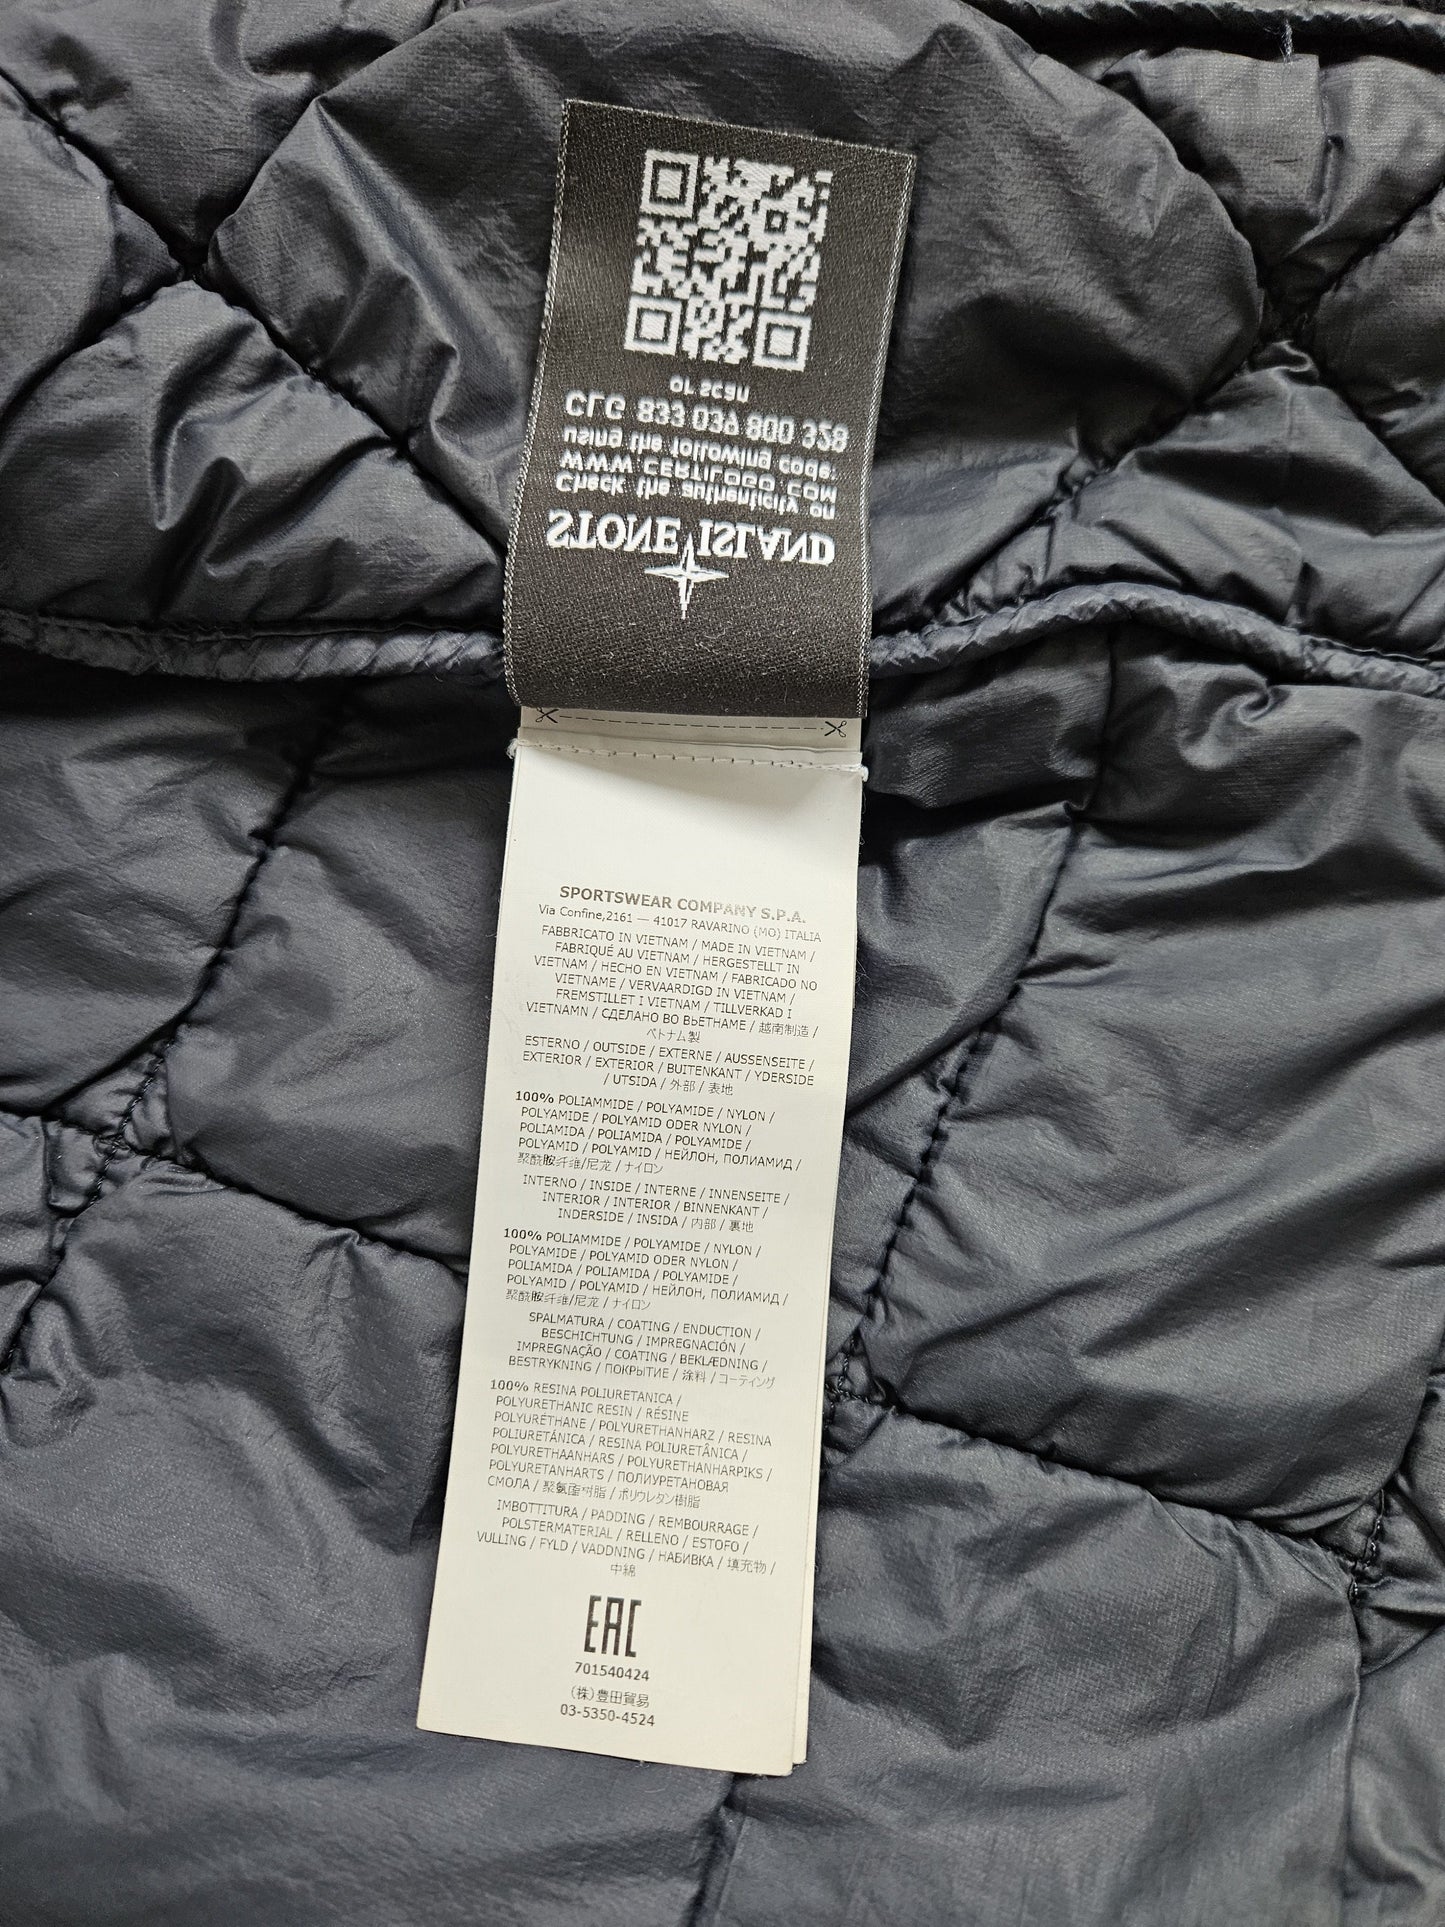 STONE ISLAND
Check the authenticity on
WWW.CERTILOGO.COM
using the following code:
CLG 833 039 800 328
or scan
SPORTSWEAR COMPANY S.P.A.
Via Confine,2161 — 41017 RAVARINO (MO) ITALIA
FABBRICATO IN VIETNAM / MADE IN VIETNAM /
FABRIQUÉ AU VIETNAM / HERGESTELLT IN
VIETNAM / HECHO EN VIETNAM / FABRICADO NO
VIETNAME / VERVAARDIGD IN VIETNAM /
FREMSTILLET I VIETNAM / TILLVERKAD I
VIETNAMN / СДЕЛАНО ВО ВЬЕТНАМЕ / 越南制造 /
ベトナム製
ESTERNO / OUTSIDE / EXTERNE / AUSSENSEITE /
EXTERIOR / EXTERIOR / BUITENKANT / YDERSIDE
/ UTSIDA / 外部 / 表地
100% POLIAMMIDE / POLYAMIDE / NYLON /
POLYAMIDE / POLYAMID ODER NYLON /
POLIAMIDA / POLIAMIDA / POLYAMIDE /
POLYAMID / POLYAMID / НЕЙЛОН, ПОЛИАМИД /
聚酰胺纤维/尼龙 / ナイロン
INTERNO / INSIDE / INTERNE / INNENSEITE /
INTERIOR / INTERIOR / BINNENKANT /
INDERSIDE / INSIDA / 内部 / 裏地
100% POLIAMMIDE / POLYAMIDE / NYLON /
POLYAMIDE / POLYAMID ODER NYLON /
POLIAMIDA / POLIAMIDA / POLYAMIDE /
POLYAMID / POLYAMID / НЕЙЛОН, ПОЛИАМИД /
聚酰胺纤维/尼龙 / ナイロン
SPALMATURA / COATING / ENDUCTION /
BESCHICHTUNG / IMPREGNACIÓN /
IMPREGNAÇÃO / COATING / BEKLÆDNING /
BESTRYKNING / ПОКРЫТИЕ / 涂料 / コーティング
100% RESINA POLIURETANICA /
POLYURETHANIC RESIN / RÉSINE
POLYURÉTHANE / POLYURETHANHARZ / RESINA
POLIURETÁNICA / RESINA POLIURETÂNICA /
POLYURETHAANHARS / POLYURETHANHARPIKS /
POLYURETANHARTS / ПОЛИУРЕТАНОВАЯ
СМОЛА / 聚氨酯树脂 / ポリウレタン樹脂
IMBOTTITURA / PADDING / REMBOURRAGE /
POLSTERMATERIAL / RELLENO / ESTOFO /
VULLING / FYLD / VADDNING / НАБИВКА / 填充物 /
中綿
EAC
701540424
(株)豊田貿易
03-5350-4524